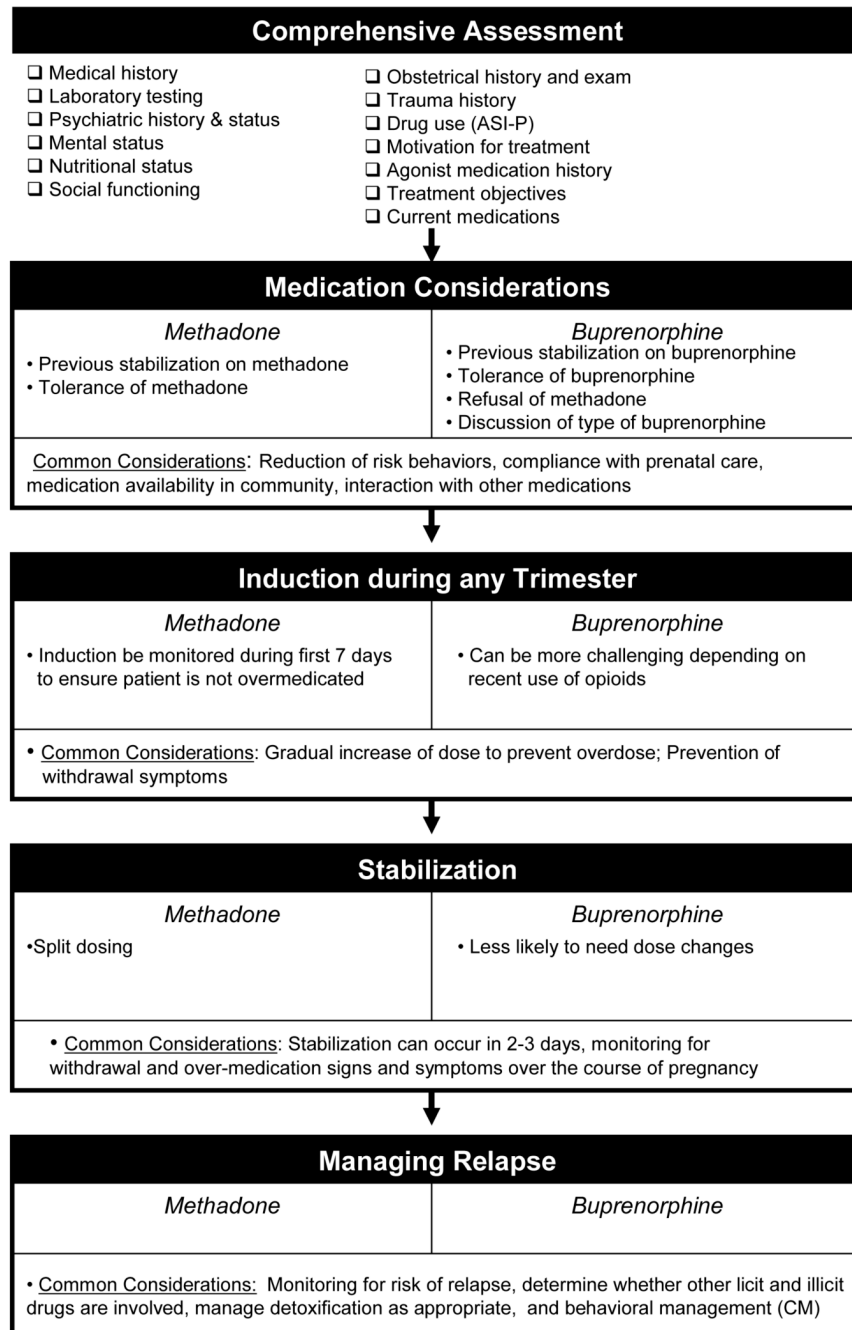 Comprehensive Assessment
❑ Medical history
❑ Laboratory testing
❑ Psychiatric history & status
❑ Mental status
❑ Nutritional status
❑ Social functioning
❑ Obstetrical history and exam
❑ Trauma history
❑ Drug use (ASI-P)
❑ Motivation for treatment
❑ Agonist medication history
❑ Treatment objectives
❑ Current medications
Medication Considerations
Methadone
• Previous stabilization on methadone
• Tolerance of methadone
Buprenorphine
• Previous stabilization on buprenorphine
• Tolerance of buprenorphine
• Refusal of methadone
• Discussion of type of buprenorphine
Common Considerations: Reduction of risk behaviors, compliance with prenatal care,
medication availability in community, interaction with other medications
Induction during any Trimester
Methadone
• Induction be monitored during first 7 days
to ensure patient is not overmedicated
Buprenorphine
• Can be more challenging depending on
recent use of opioids
• Common Considerations: Gradual increase of dose to prevent overdose; Prevention of
withdrawal symptoms
Stabilization
Methadone
•Split dosing
Buprenorphine
• Less likely to need dose changes
• Common Considerations: Stabilization can occur in 2-3 days, monitoring for
withdrawal and over-medication signs and symptoms over the course of pregnancy
Managing Relapse
Methadone
Buprenorphine
• Common Considerations: Monitoring for risk of relapse, determine whether other licit and illicit
drugs are involved, manage detoxification as appropriate, and behavioral management (CM)